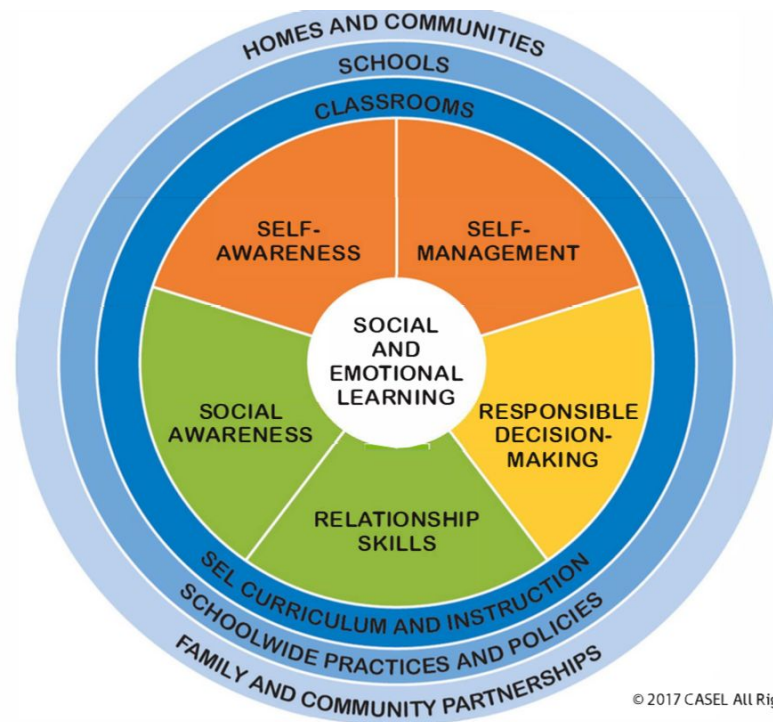 HOMES AND COMMUNITIES
SCHOOLS
CLASSROOMS
SELF-
AWARENESS
SELF-
MANAGEMENT
SOCIAL
AND
EMOTIONAL
LEARNING
SOCIAL
AWARENESS
RESPONSIBLE
DECISION-
MAKING
RELATIONSHIP
SKILLS
SEL CURRICULUM AND INSTRUCTION
SCHOOLWIDE PRACTICES AND POLICIES
FAMILY AND COMMUNITY PARTNERSHIPS
© 2017 CASEL All Rig